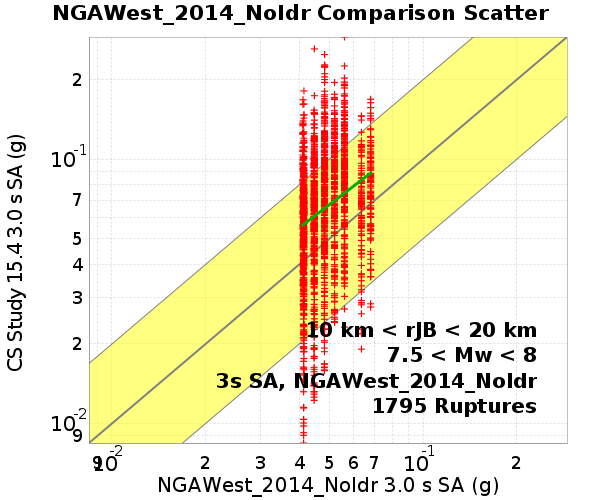 NGAWest_2014_NoIdr Comparison Scatter
CS Study 15.4 3.0 s SA (g)
2
10-1
7
5
4
3
2
10-2
9
10 km < rJB < 20 km
7.5 < Mw < 8
3s SA, NGAWest_2014_NoIdr
1795 Ruptures
9 10-2 2 3 4 5 6 7 10-1 2
NGAWest_2014_NoIdr 3.0 s SA (g)